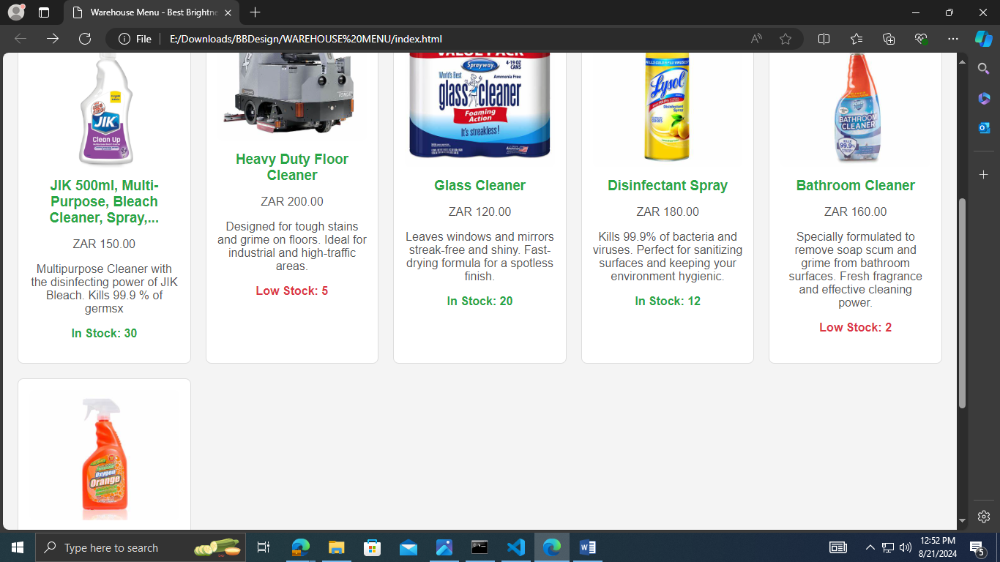 Warehouse Menu - Best Brightne
File
E:/Downloads/BBDesign/WAREHOUSE%20MENU/index.html
JIK
Clean Up
VALUE PACK
Sprayway.
4-19 OZ
CANS
World's Best
Ammonia Free
glass cleaner
Foaming
Action
It's streakless!
KILLS COLD & FLU VIRUSES
Lysol
Disinfectant
Spray
BATHROOM
CLEANER
KILLS
99.9%
JIK 500ml, Multi-
Purpose, Bleach
Cleaner, Spray,...
ZAR 150.00
Multipurpose Cleaner with
the disinfecting power of JIK
Bleach. Kills 99.9 % of
germsx
In Stock: 30
Heavy Duty Floor
Cleaner
ZAR 200.00
Designed for tough stains
and grime on floors. Ideal for
industrial and high-traffic
areas.
Low Stock: 5
Glass Cleaner
ZAR 120.00
Leaves windows and mirrors
streak-free and shiny. Fast-
drying formula for a spotless
finish.
In Stock: 20
Disinfectant Spray
ZAR 180.00
Kills 99.9% of bacteria and
viruses. Perfect for sanitizing
surfaces and keeping your
environment hygienic.
In Stock: 12
Bathroom Cleaner
ZAR 160.00
Specially formulated to
remove soap scum and
grime from bathroom
surfaces. Fresh fragrance
and effective cleaning
power.
Low Stock: 2
Oxygen
Orange
Type here to search
12:52 PM
8/21/2024
5